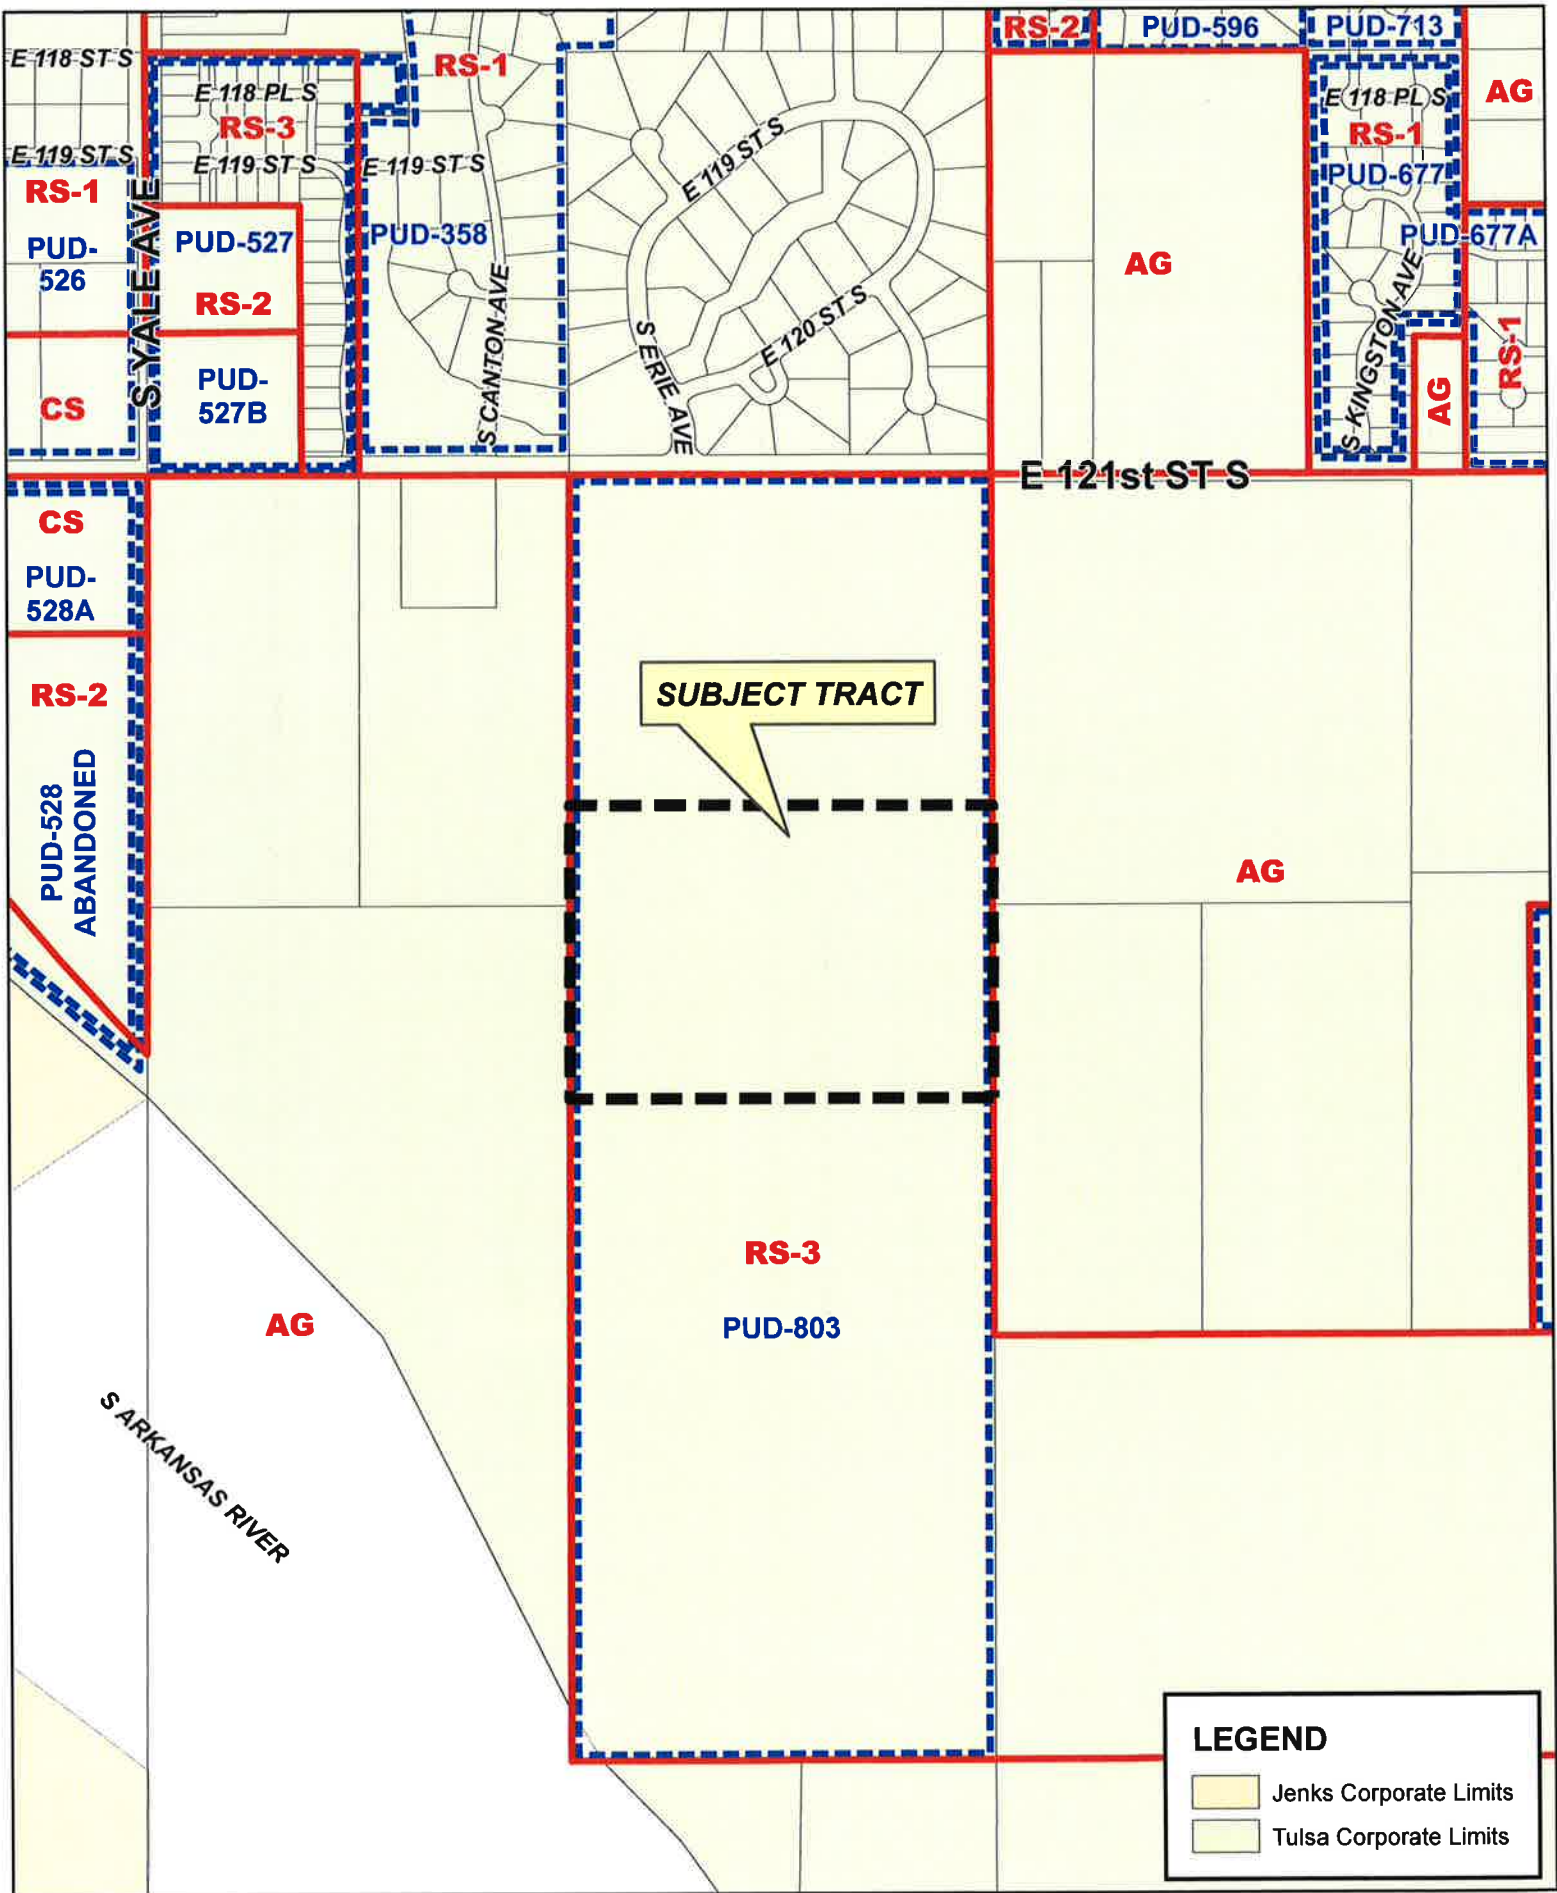 RS-2
PUD-596
PUD-713
E 118 ST S
RS-1
E 118 PL S
RS-3
E 119 ST S
E 119 ST S
E 119 ST S
E 119 ST S
E 118 PL S
RS-1
AG
PUD-677
PUD-677A
RS-1
PUD-
526
S YALE AVE
PUD-527
RS-2
PUD-358
S CANTON AVE
S ERIE AVE
E 120 ST S
AG
S KINGSTON AVE
RS-1
AG
CS
PUD-
527B
E 121st ST S
CS
PUD-
528A
RS-2
PUD-528
ABANDONED
SUBJECT TRACT
AG
RS-3
PUD-803
AG
S ARKANSAS RIVER
LEGEND
Jenks Corporate Limits
Tulsa Corporate Limits